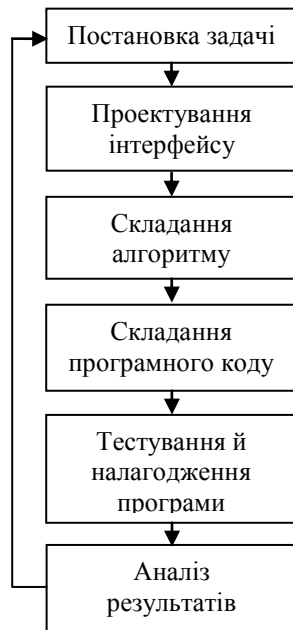 Постановка задачі
Проектування
інтерфейсу
Складання
алгоритму
Складання
програмного коду
Тестування й
налагодження
програми
Аналіз
результатів